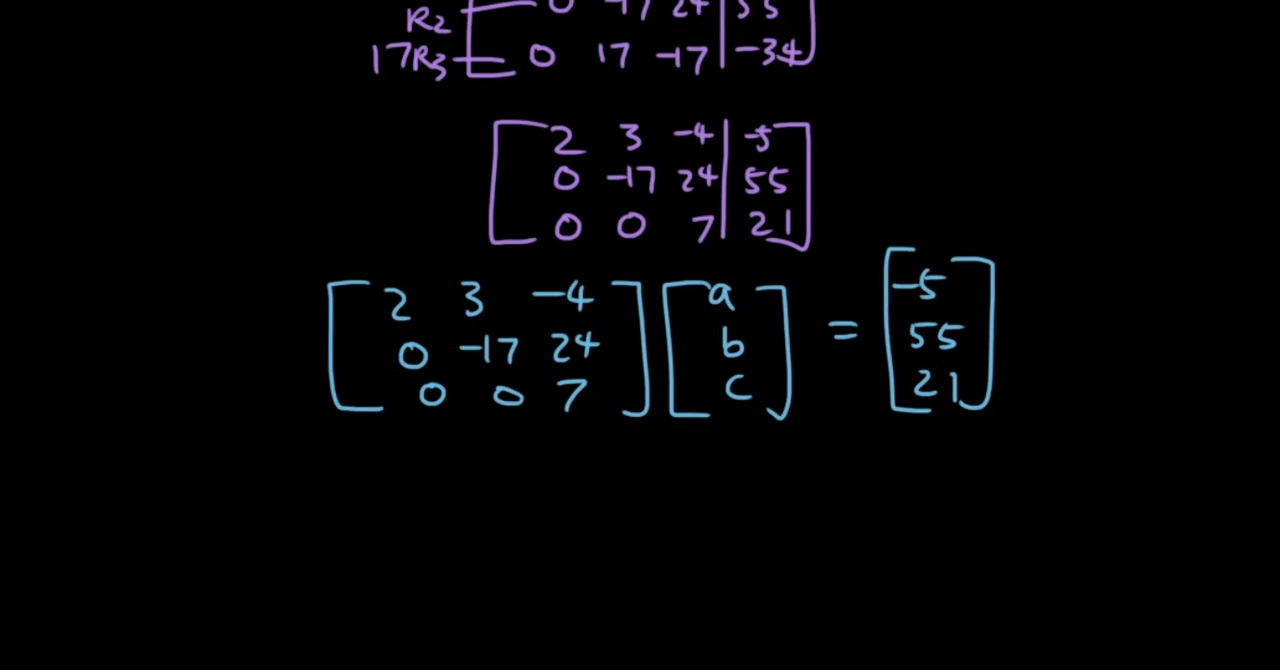 R2 0 -17 24 | 55
17R3 0 17 -17 | -34
2 3 -4 | -5
0 -17 24 | 55
0 0 7 | 21
2 3 -4 a -5
0 -17 24 b = 55
0 0 7 c 21